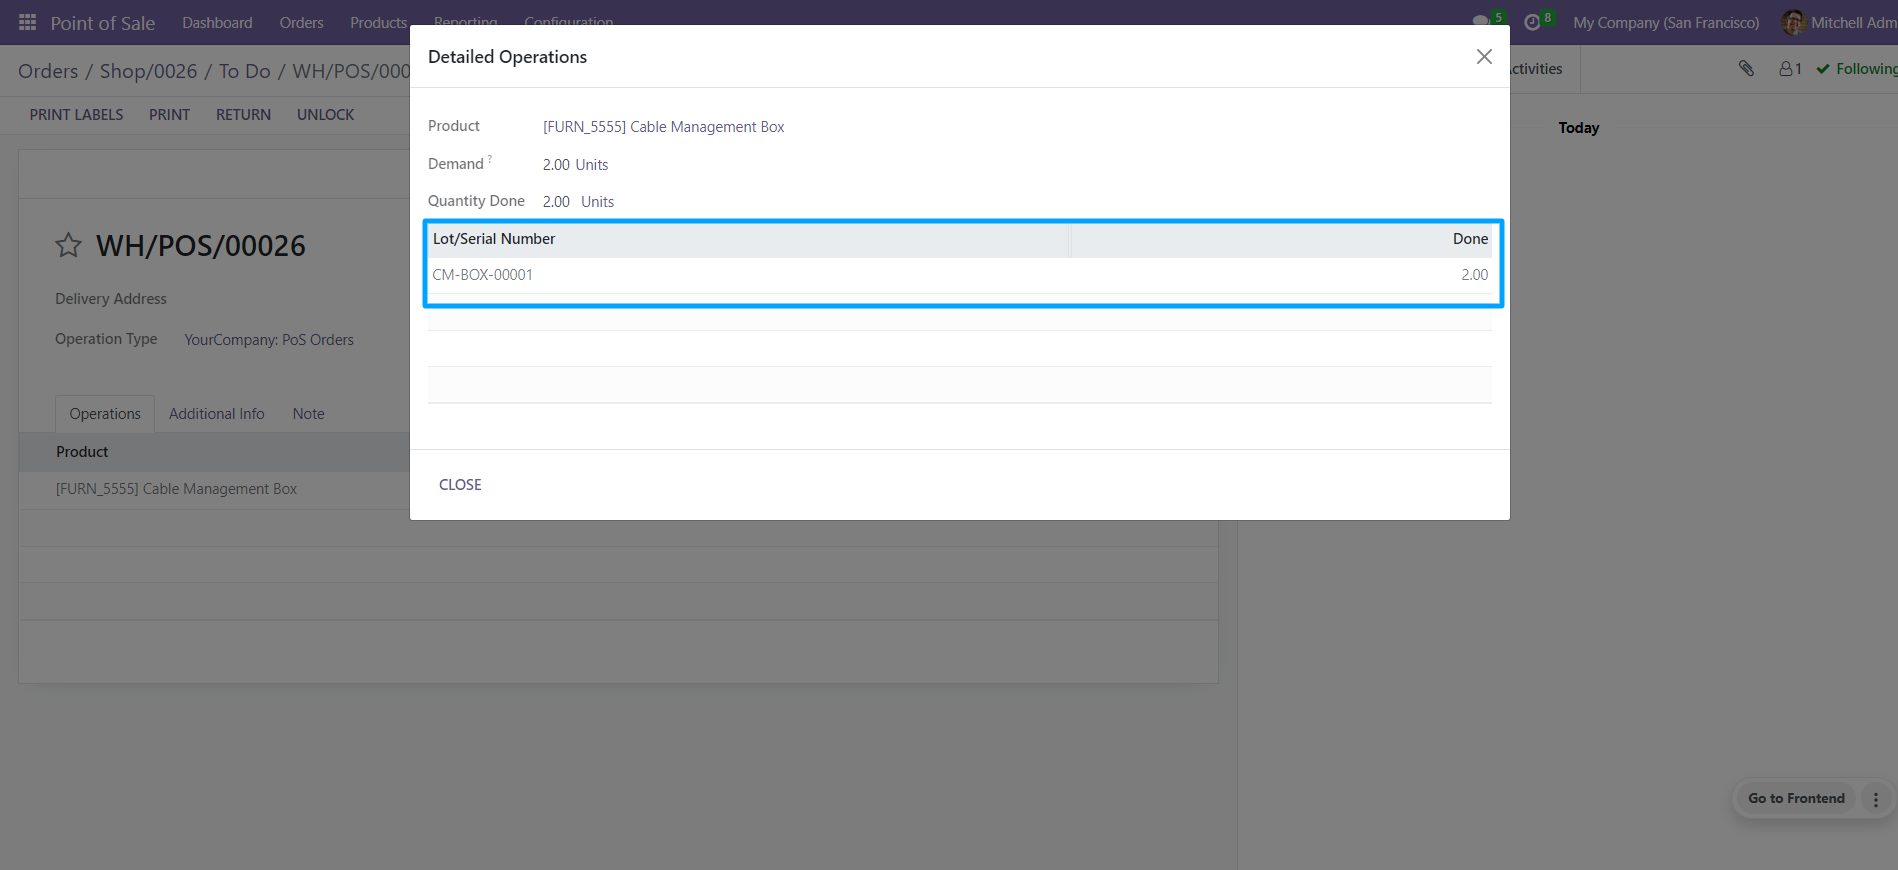 Point of Sale Dashboard Orders Products Reporting Configuration 5 8 My Company (San Francisco) Mitchell Adm
Orders / Shop/0026 / To Do / WH/POS/000
ctivities 1 Following
PRINT LABELS PRINT RETURN UNLOCK
Today
WH/POS/00026
Delivery Address
Operation Type YourCompany: PoS Orders
Operations Additional Info Note
Product
[FURN_5555] Cable Management Box
Detailed Operations
Product [FURN_5555] Cable Management Box
Demand ? 2.00 Units
Quantity Done 2.00 Units
Lot/Serial Number Done
CM-BOX-00001 2.00
CLOSE
Go to Frontend